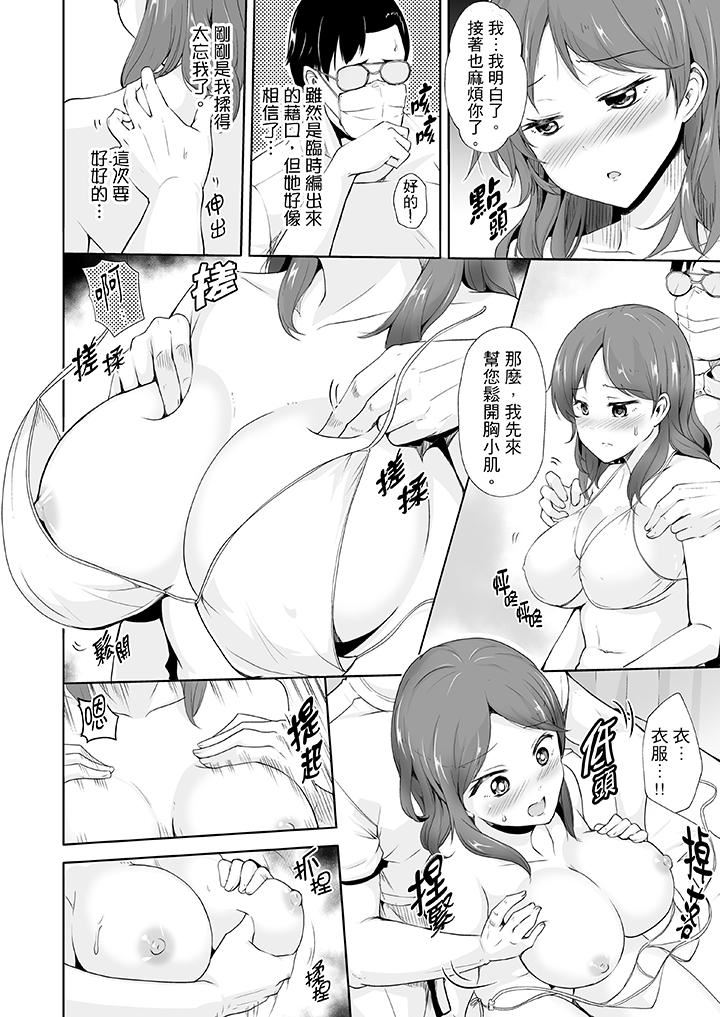 我…我明白了。
接著也麻煩你了。
點頭
咳
咳
好的！
雖然是臨時編出來
的藉口，但她好像
相信了…
剛剛是我揉得
太忘我了。
這次要
好好的…
伸出
那麼，我先來
幫您鬆開胸小肌。
怦咚怦咚
搓
啊…
搓揉
搓揉
鬆開
衣…
衣服…!!
低頭
掉落
捏緊
嗯
提起
抓捏
揉捏